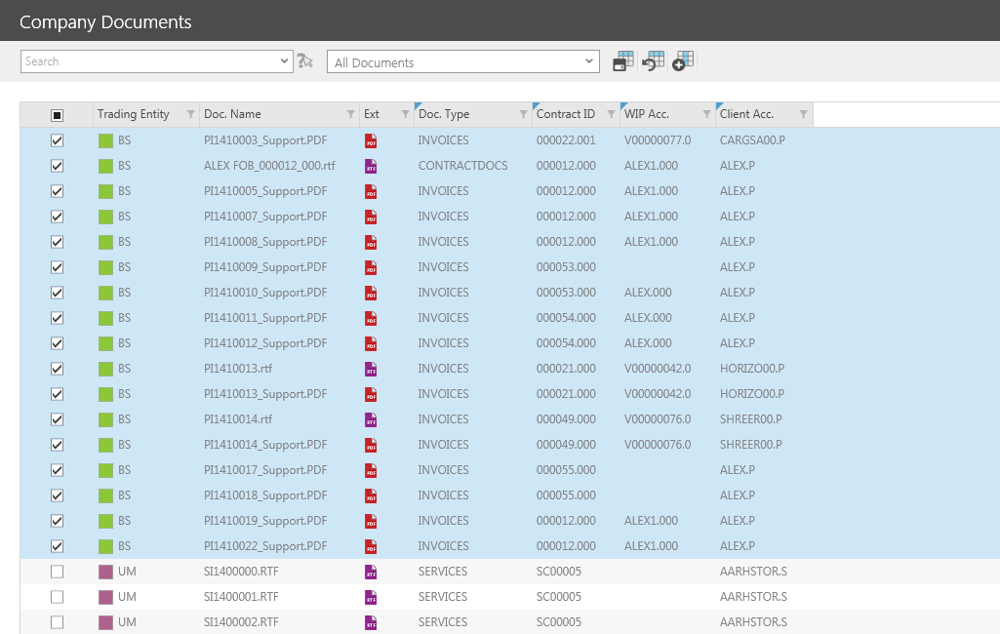 Company Documents
Search All Documents
Trading Entity Doc. Name Ext Doc. Type Contract ID WIP Acc. Client Acc.
BS PI1410003_Support.PDF PDF INVOICES 000022.001 V00000077.0 CARGSA00.P
BS ALEX FOB_000012_000.rtf RTF CONTRACTDOCS 000012.000 ALEX1.000 ALEX.P
BS PI1410005_Support.PDF PDF INVOICES 000012.000 ALEX1.000 ALEX.P
BS PI1410007_Support.PDF PDF INVOICES 000012.000 ALEX1.000 ALEX.P
BS PI1410008_Support.PDF PDF INVOICES 000012.000 ALEX1.000 ALEX.P
BS PI1410009_Support.PDF PDF INVOICES 000053.000 ALEX.P
BS PI1410010_Support.PDF PDF INVOICES 000053.000 ALEX.000 ALEX.P
BS PI1410011_Support.PDF PDF INVOICES 000054.000 ALEX.000 ALEX.P
BS PI1410012_Support.PDF PDF INVOICES 000054.000 ALEX.000 ALEX.P
BS PI1410013.rtf RTF INVOICES 000021.000 V00000042.0 HORIZO00.P
BS PI1410013_Support.PDF PDF INVOICES 000021.000 V00000042.0 HORIZO00.P
BS PI1410014.rtf RTF INVOICES 000049.000 V00000076.0 SHREER00.P
BS PI1410014_Support.PDF PDF INVOICES 000049.000 V00000076.0 SHREER00.P
BS PI1410017_Support.PDF PDF INVOICES 000055.000 ALEX.P
BS PI1410018_Support.PDF PDF INVOICES 000055.000 ALEX.P
BS PI1410019_Support.PDF PDF INVOICES 000012.000 ALEX1.000 ALEX.P
BS PI1410022_Support.PDF PDF INVOICES 000012.000 ALEX1.000 ALEX.P
UM SI1400000.RTF RTF SERVICES SC00005 AARHSTOR.S
UM SI1400001.RTF RTF SERVICES SC00005 AARHSTOR.S
UM SI1400002.RTF RTF SERVICES SC00005 AARHSTOR.S